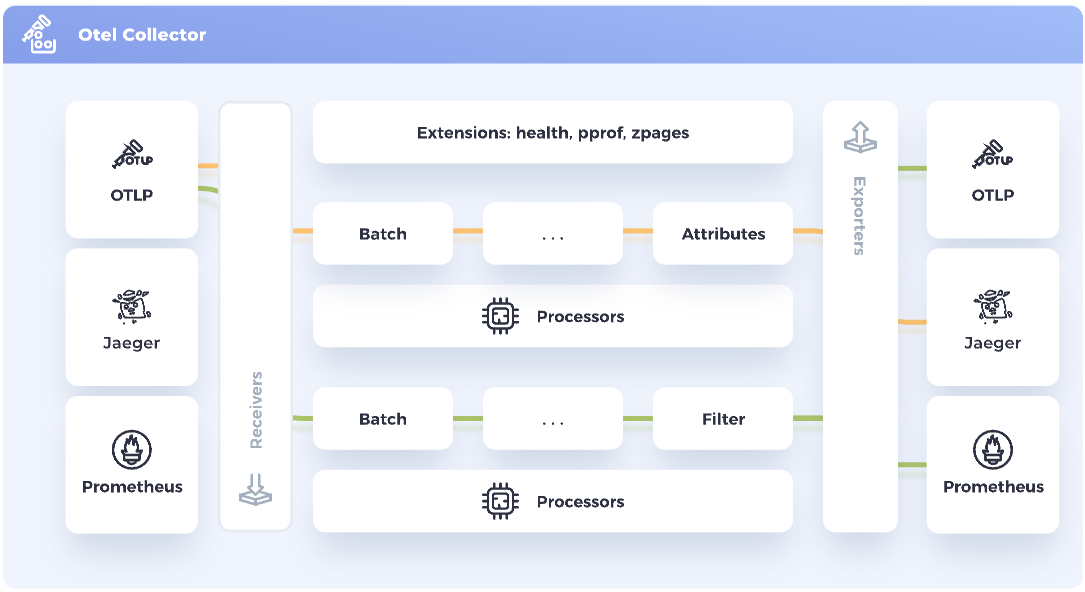 Otel Collector
OTLP
OTLP
Jaeger
Prometheus
Receivers
Extensions: health, pprof, zpages
Batch
...
Attributes
Processors
Batch
...
Filter
Processors
Exporters
OTLP
OTLP
Jaeger
Prometheus